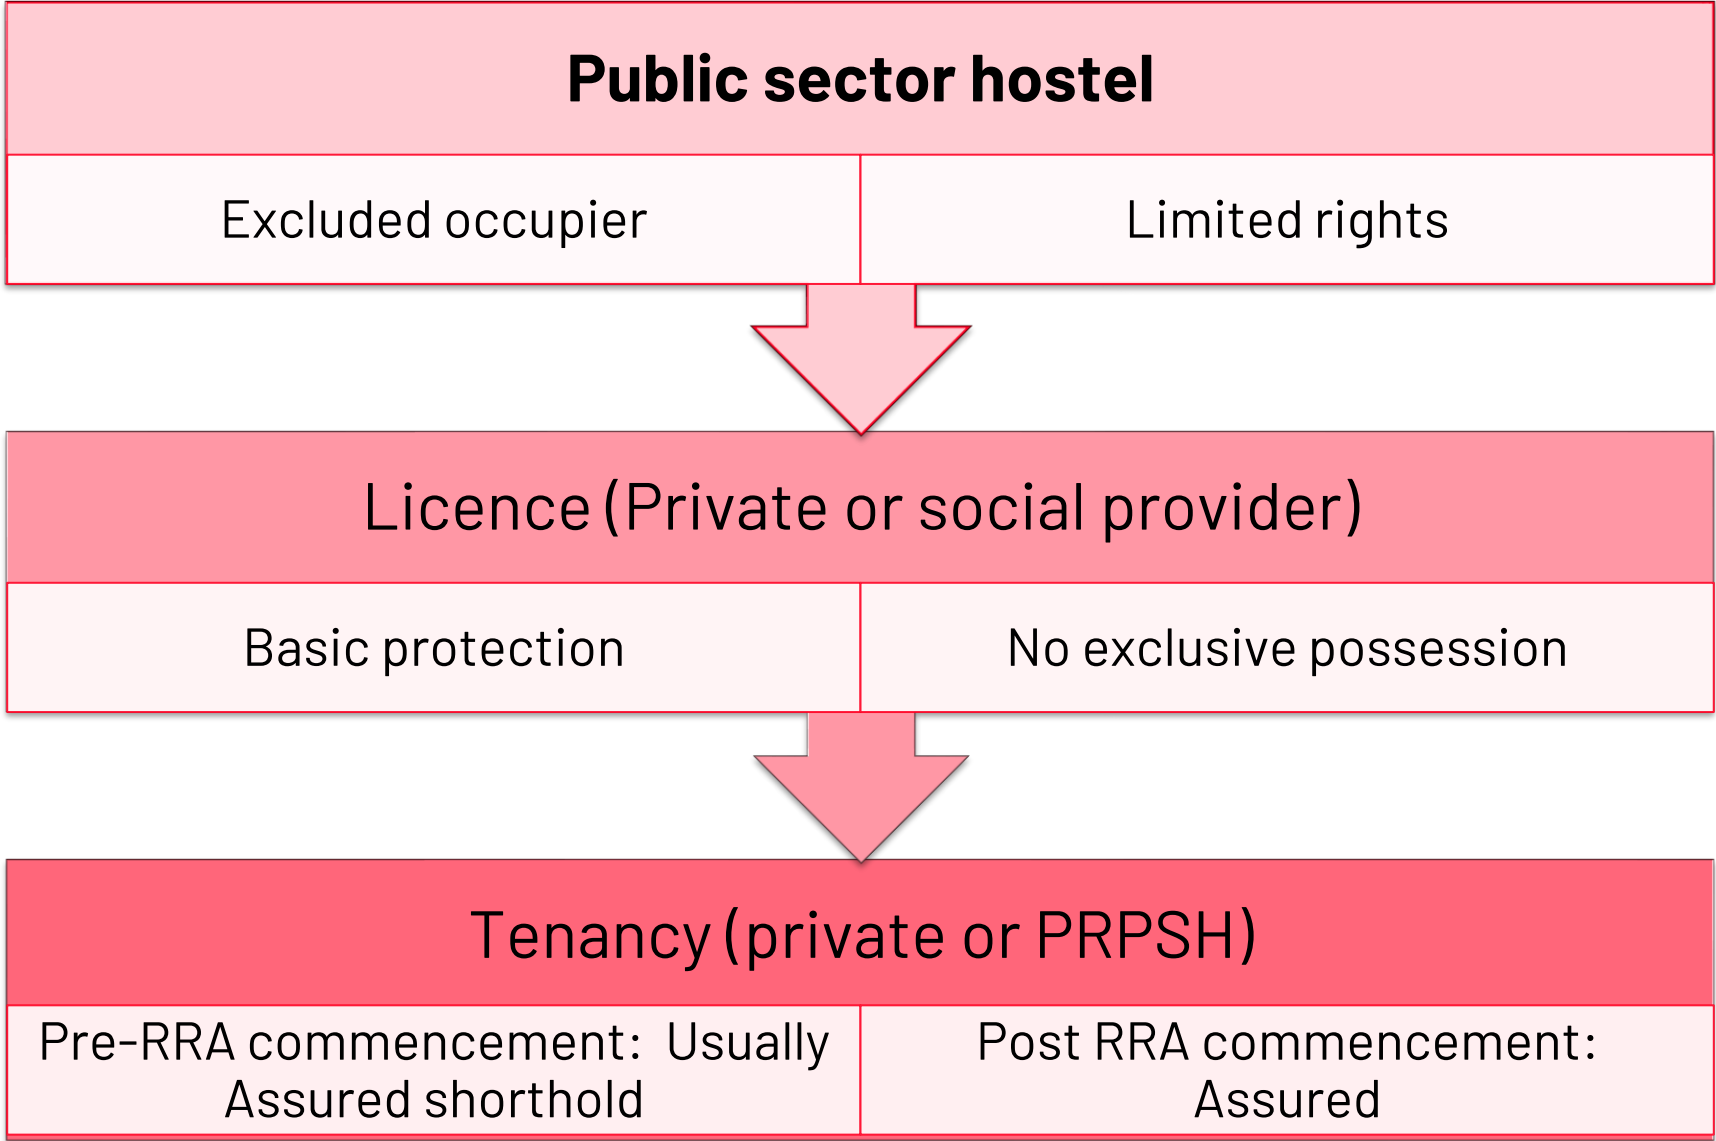 Public sector hostel
Excluded occupier
Limited rights
Licence (Private or social provider)
Basic protection
No exclusive possession
Tenancy (private or PRPSH)
Pre-RRA commencement:  Usually
Assured shorthold
Post RRA commencement:
Assured